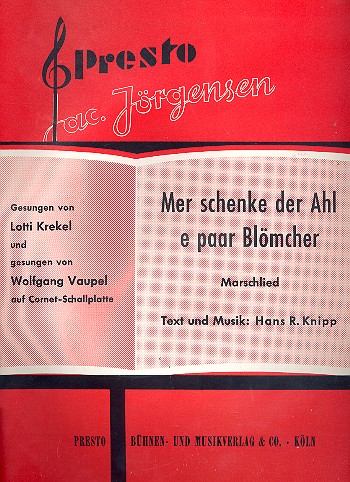 Presto
Jac. Jörgensen
Gesungen von
Lotti Krekel
und
gesungen von
Wolfgang Vaupel
auf Cornet-Schallplatte
Mer schenke der Ahl
e paar Blömcher
Marschlied
Text und Musik: Hans R. Knipp
PRESTO BÜHNEN- UND MUSIKVERLAG & CO. · KÖLN